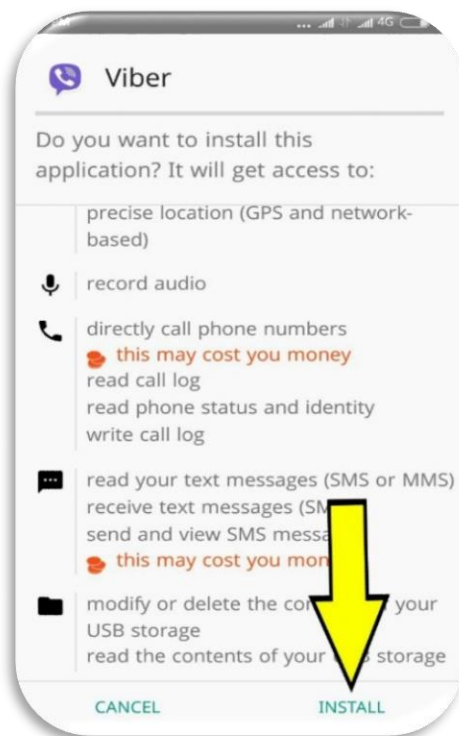 4G
Viber
Do you want to install this
application? It will get access to:
precise location (GPS and network-
based)
record audio
directly call phone numbers
this may cost you money
read call log
read phone status and identity
write call log
read your text messages (SMS or MMS)
receive text messages
send and view SMS
this may cost you
modify or delete the your
USB storage
read the contents of your storage
CANCEL
INSTALL